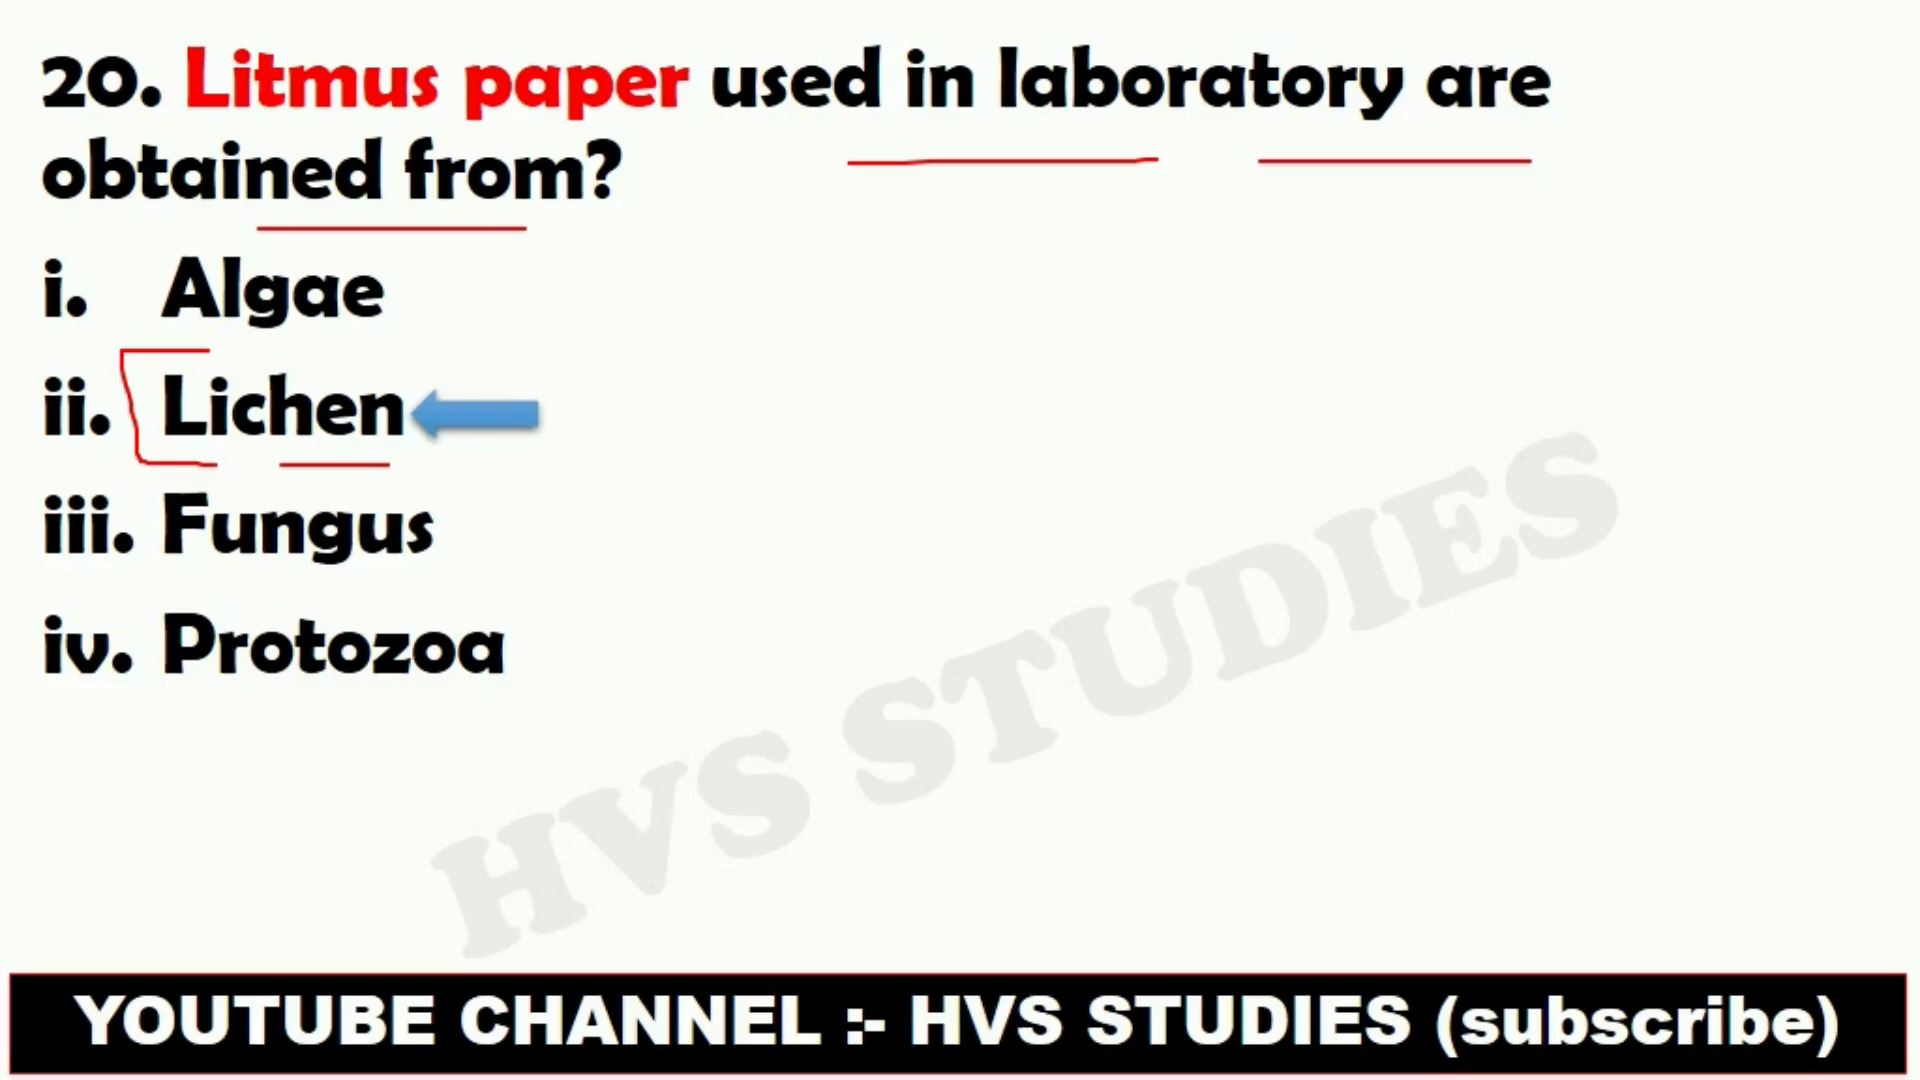 20. Litmus paper used in laboratory are
obtained from?
i. Algae
ii. Lichen
iii. Fungus
iv. Protozoa
HVS STUDIES
YOUTUBE CHANNEL :- HVS STUDIES (subscribe)